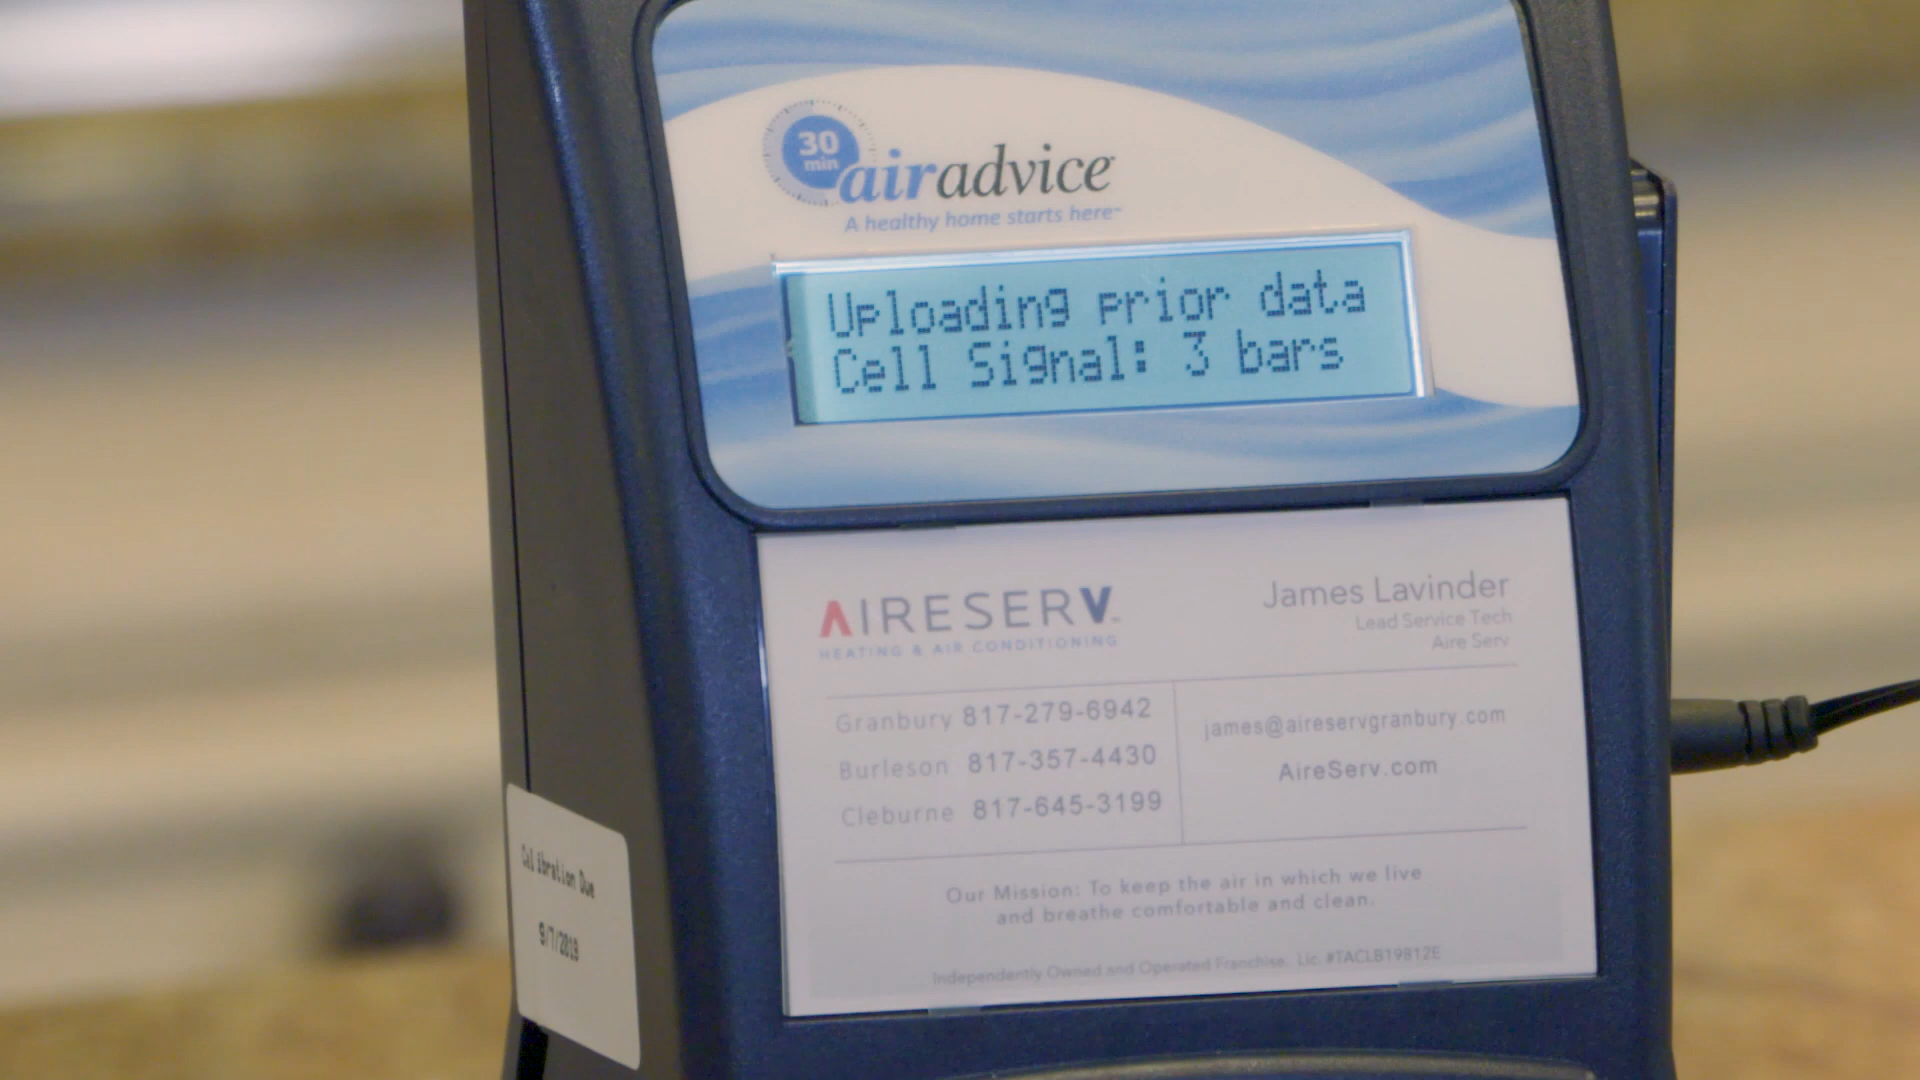 30
min
airadvice
A healthy home starts here™
Uploading prior data
Cell Signal: 3 bars
AIRESERV™
HEATING & AIR CONDITIONING
James Lavinder
Lead Service Tech
Aire Serv
Granbury 817-279-6942
Burleson 817-357-4430
Cleburne 817-645-3199
james@aireservgranbury.com
AireServ.com
Our Mission: To keep the air in which we live
and breathe comfortable and clean.
Independently Owned and Operated Franchise. Lic. #TACLB19812E
Calibration Due
9/7/2019